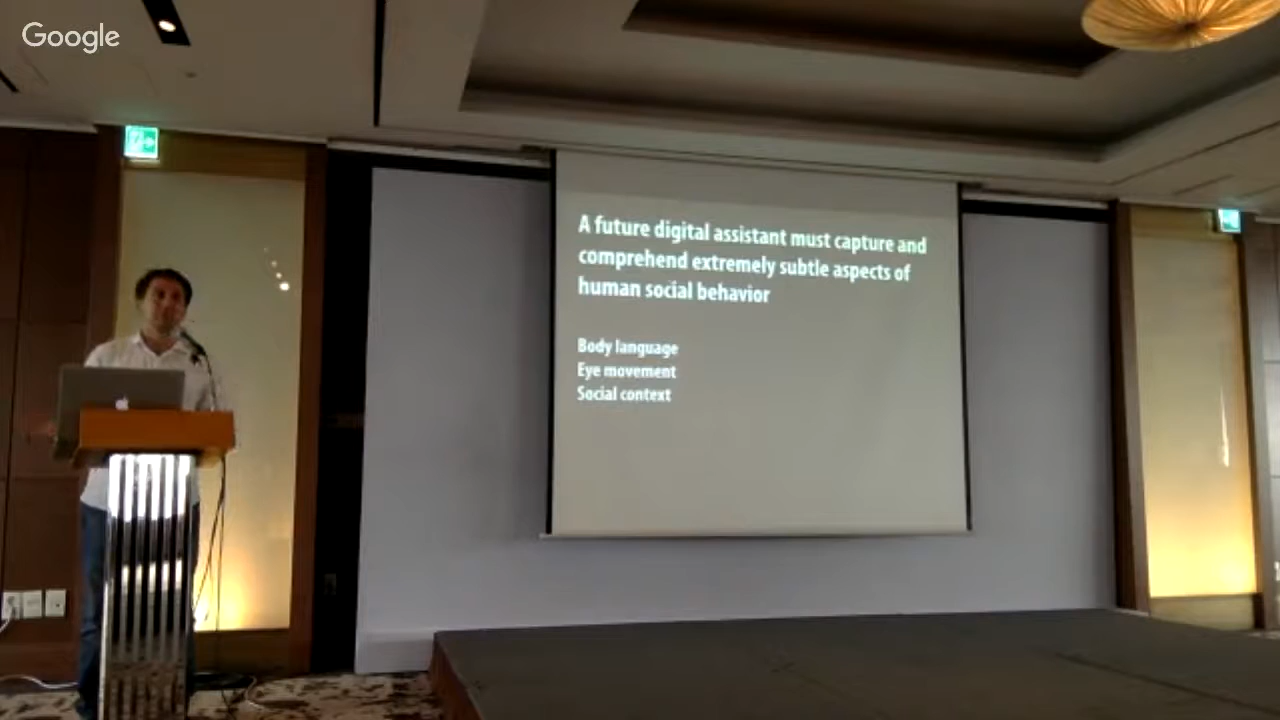 Google
A future digital assistant must capture and
comprehend extremely subtle aspects of
human social behavior
Body language
Eye movement
Social context